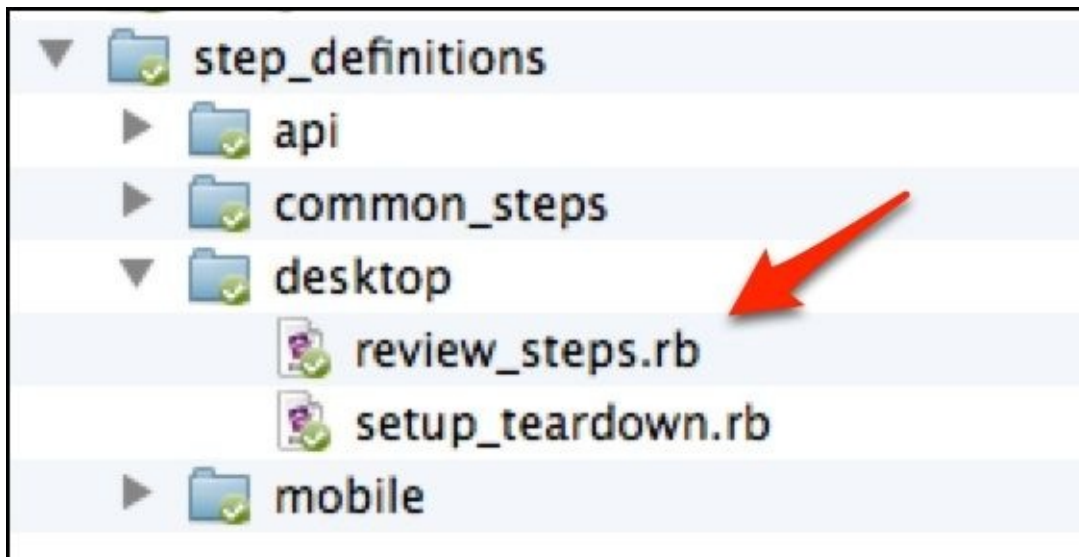 step_definitions
api
common_steps
desktop
review_steps.rb
setup_teardown.rb
mobile